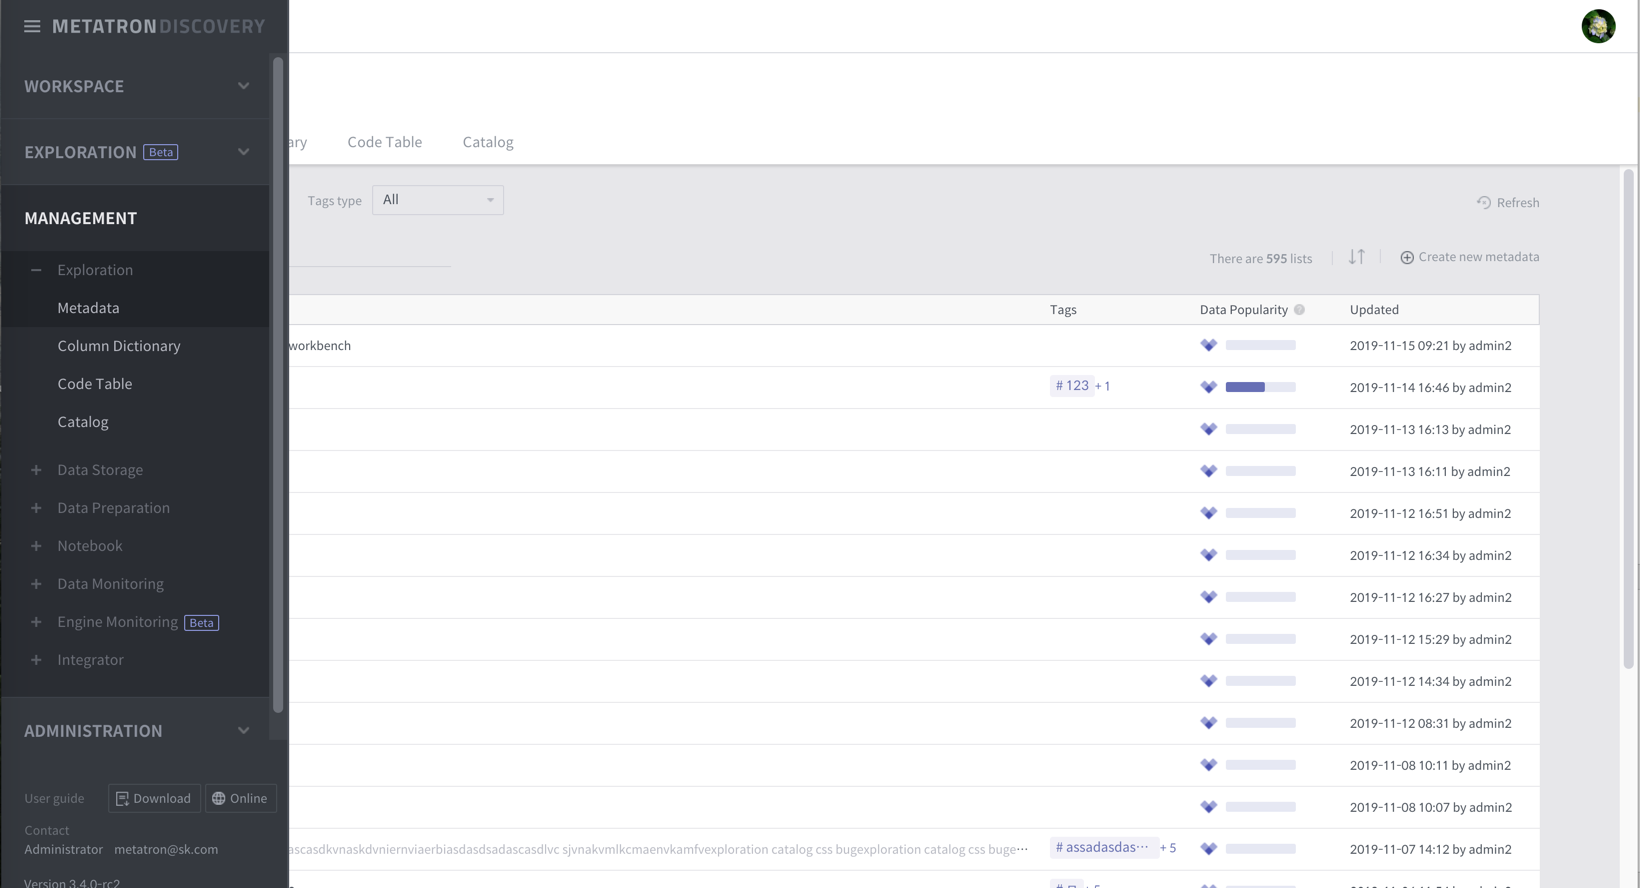 METATRONDISCOVERY
WORKSPACE
EXPLORATION Beta
MANAGEMENT
Exploration
Metadata
Column Dictionary
Code Table
Catalog
Data Storage
Data Preparation
Notebook
Data Monitoring
Engine Monitoring Beta
Integrator
ADMINISTRATION
User guide Download Online
Contact
Administrator metatron@sk.com
Version 3.4.0-rc2
ary Code Table Catalog
Tags type All Refresh
There are 595 lists Create new metadata
Tags Data Popularity ? Updated
workbench 2019-11-15 09:21 by admin2
# 123 + 1 2019-11-14 16:46 by admin2
2019-11-13 16:13 by admin2
2019-11-13 16:11 by admin2
2019-11-12 16:51 by admin2
2019-11-12 16:34 by admin2
2019-11-12 16:27 by admin2
2019-11-12 15:29 by admin2
2019-11-12 14:34 by admin2
2019-11-12 08:31 by admin2
2019-11-08 10:11 by admin2
2019-11-08 10:07 by admin2
ascasdkvnaskdvniernviaerbiasdasdsadascasdlvc sjvnakvmlkcmaenvkamfvexploration catalog css bugexploration catalog css buge··· # assadasdas··· + 5 2019-11-07 14:12 by admin2